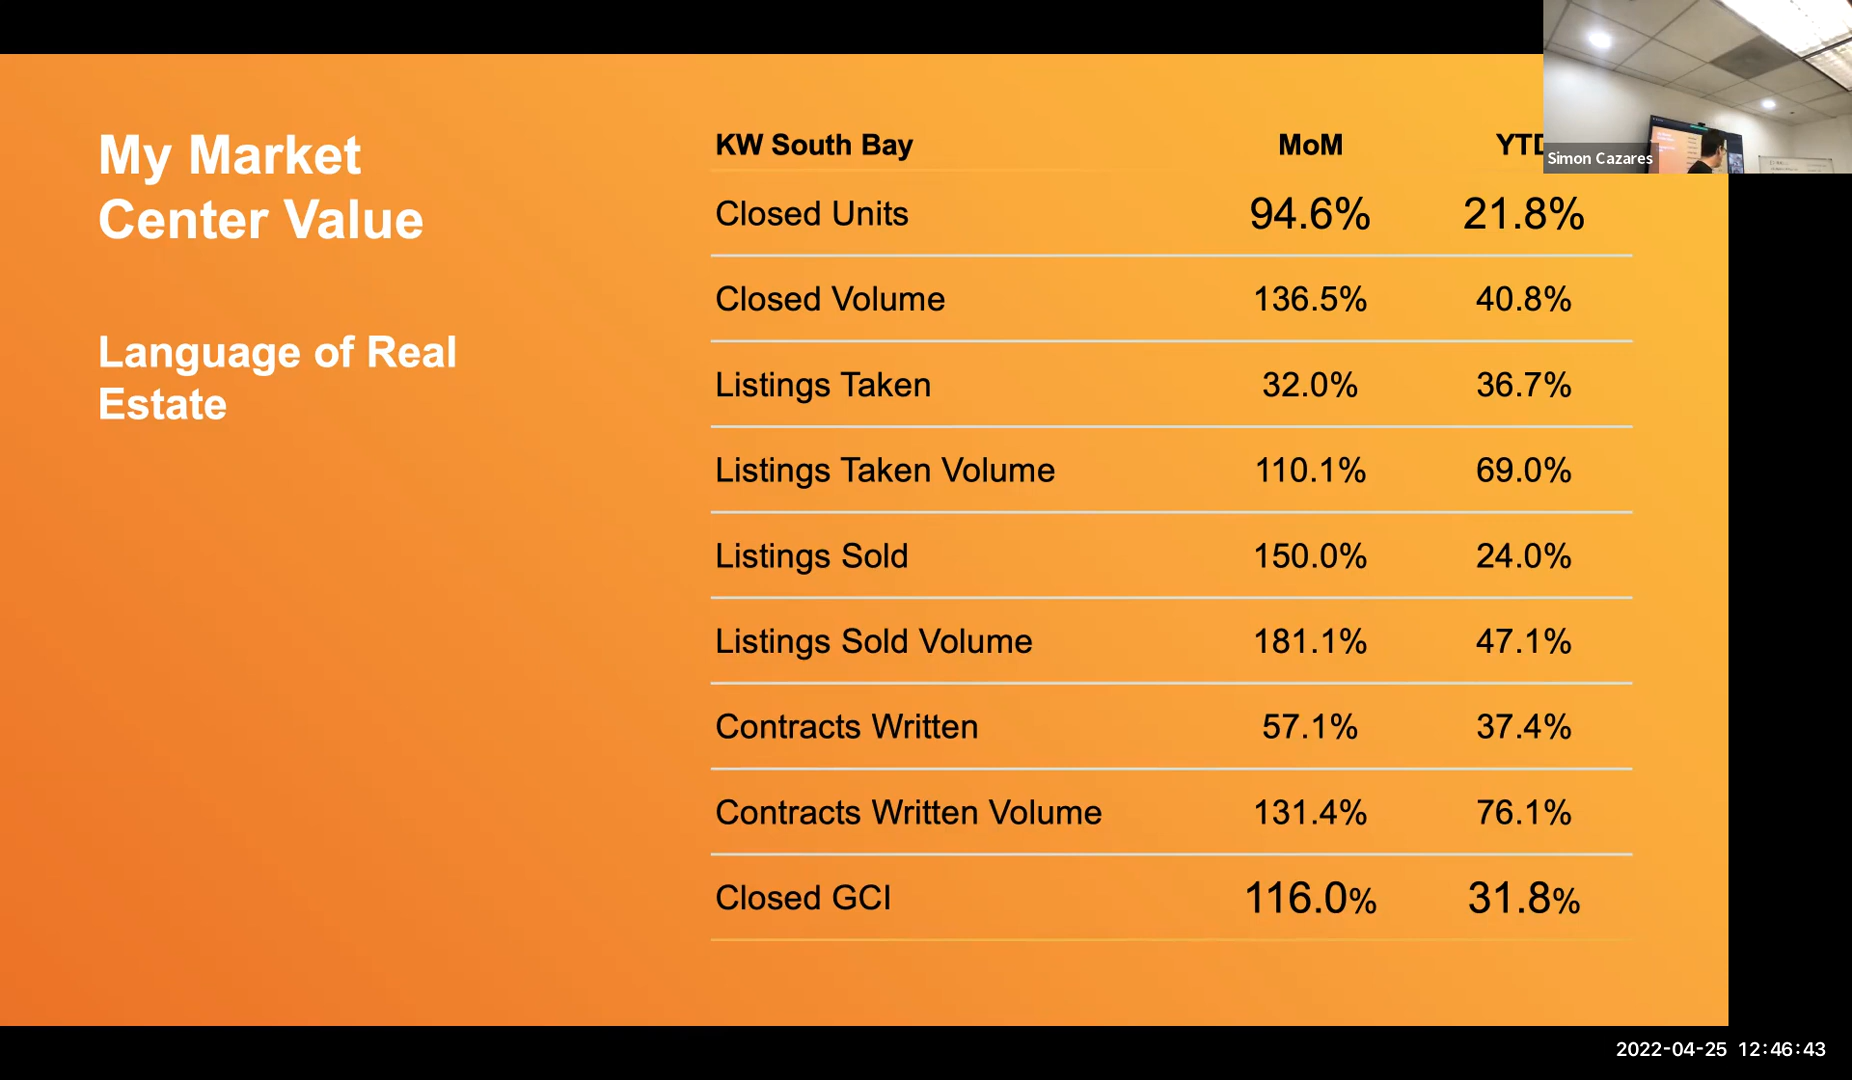 My Market
Center Value
Language of Real
Estate
KW South Bay MoM YTD
Closed Units 94.6% 21.8%
Closed Volume 136.5% 40.8%
Listings Taken 32.0% 36.7%
Listings Taken Volume 110.1% 69.0%
Listings Sold 150.0% 24.0%
Listings Sold Volume 181.1% 47.1%
Contracts Written 57.1% 37.4%
Contracts Written Volume 131.4% 76.1%
Closed GCI 116.0% 31.8%
Simon Cazares
2022-04-25 12:46:43